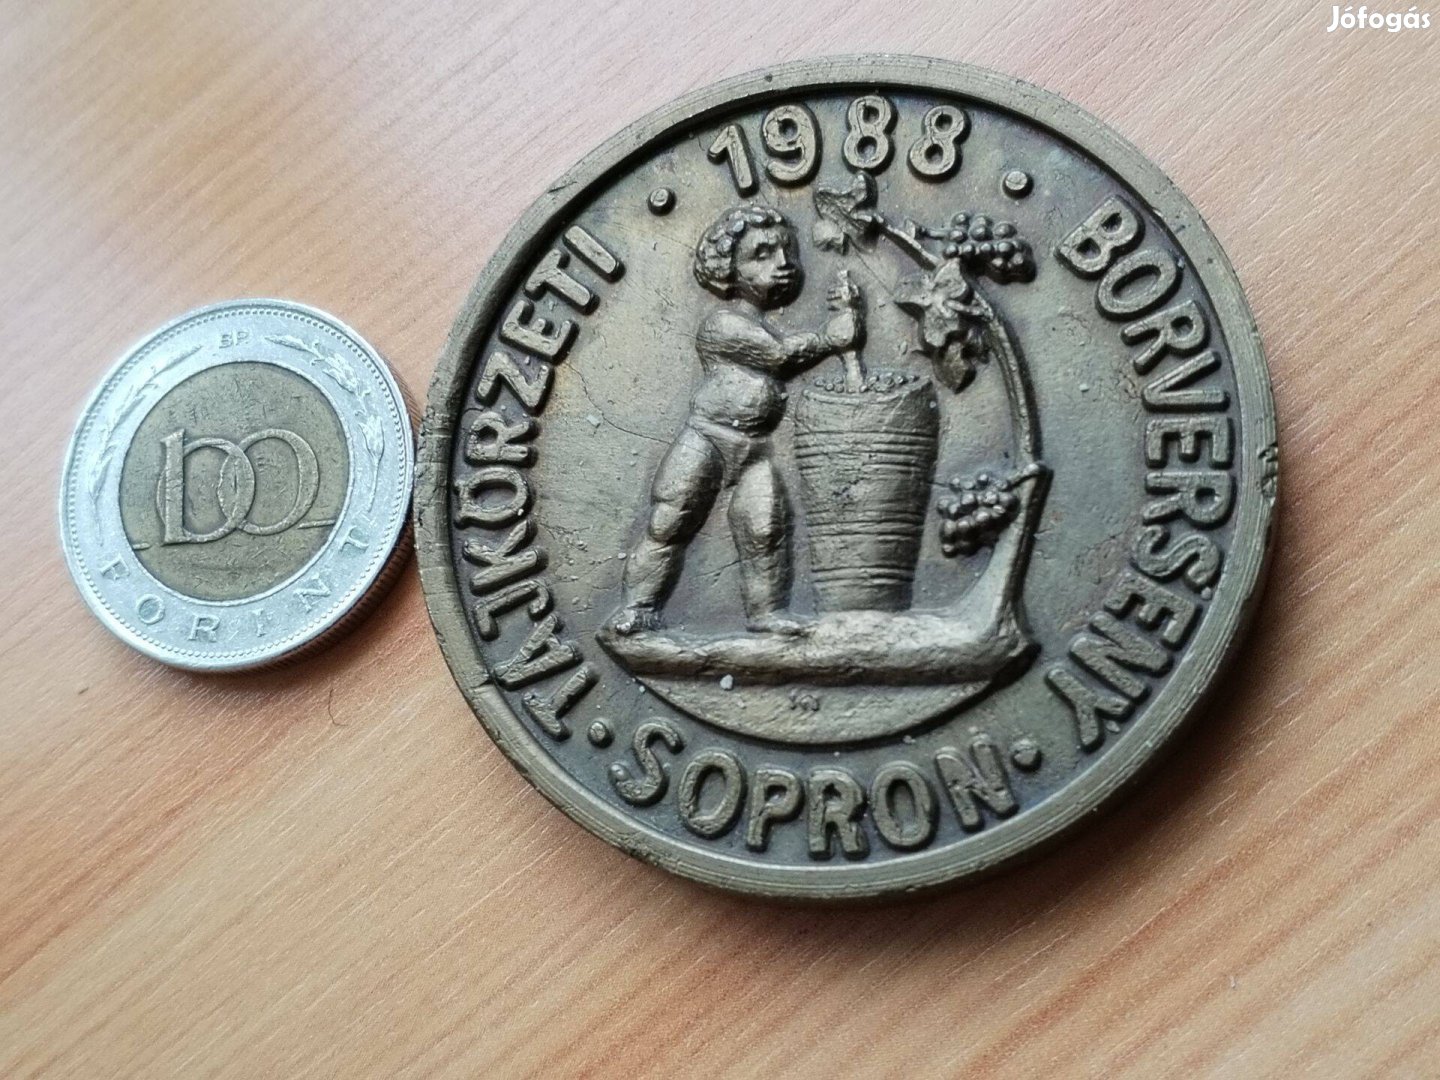 Jófogás
1988 · BORVERSENY · SOPRON · TÁJKÖRZETI ·
BP.
100
FORINT